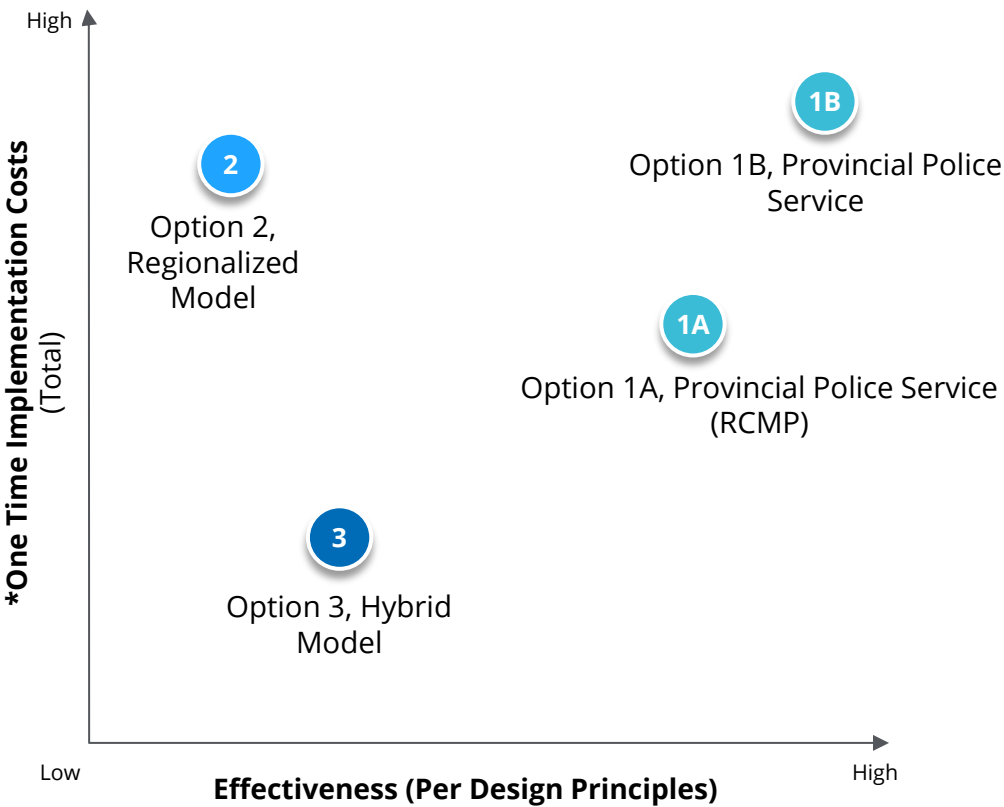 High
1B
Option 1B, Provincial Police
Service
2
Option 2,
Regionalized
Model
1A
Option 1A, Provincial Police Service
(RCMP)
3
Option 3, Hybrid
Model
*One Time Implementation Costs
(Total)
Low
High
Effectiveness (Per Design Principles)